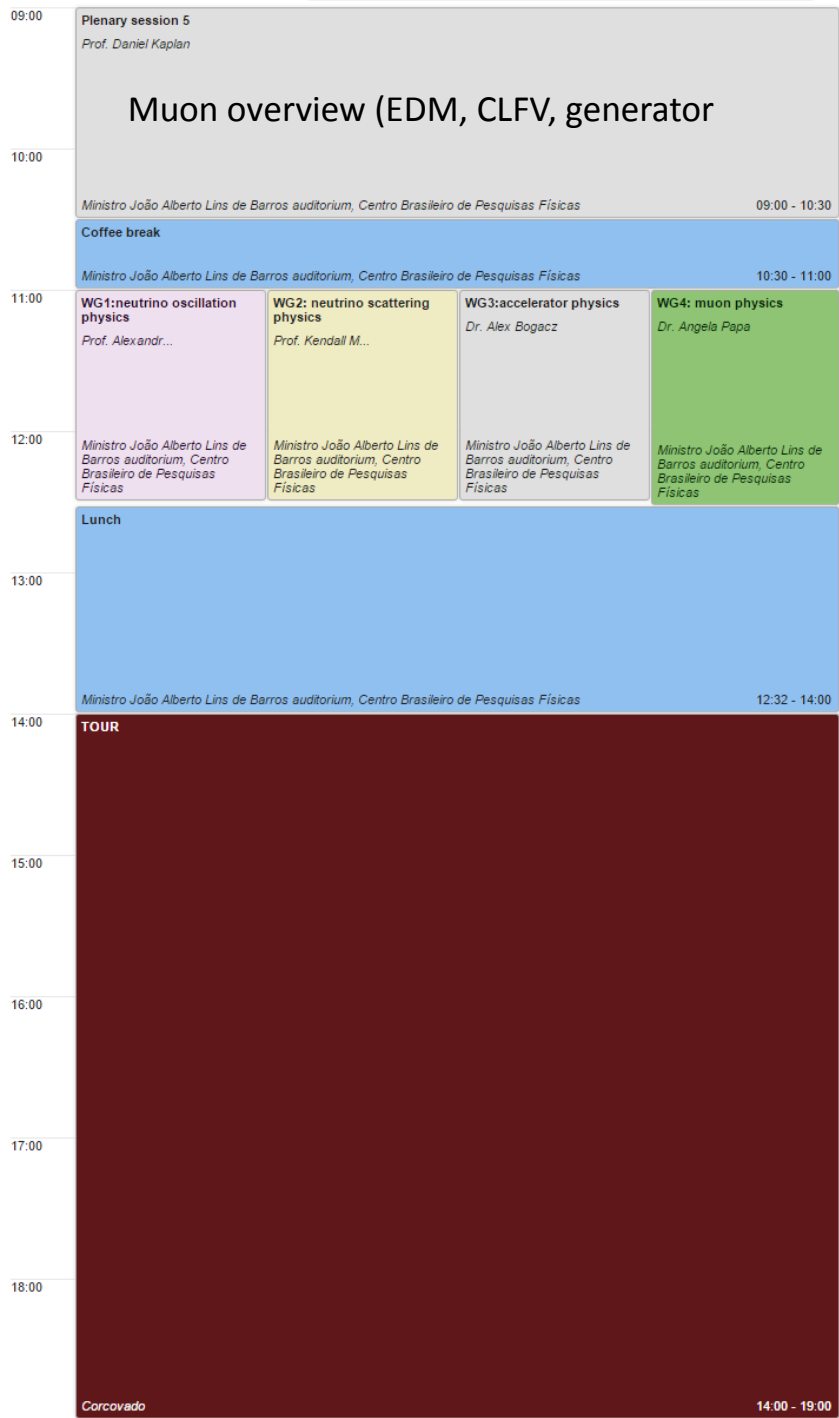 09:00
Plenary session 5
Prof. Daniel Kaplan
Muon overview (EDM, CLFV, generator
10:00
Ministro João Alberto Lins de Barros auditorium, Centro Brasileiro de Pesquisas Físicas 09:00 - 10:30
Coffee break
Ministro João Alberto Lins de Barros auditorium, Centro Brasileiro de Pesquisas Físicas 10:30 - 11:00
11:00
WG1:neutrino oscillation
physics
Prof. Alexandr...
Ministro João Alberto Lins de
Barros auditorium, Centro
Brasileiro de Pesquisas
Físicas
WG2: neutrino scattering
physics
Prof. Kendall M...
Ministro João Alberto Lins de
Barros auditorium, Centro
Brasileiro de Pesquisas
Físicas
WG3:accelerator physics
Dr. Alex Bogacz
Ministro João Alberto Lins de
Barros auditorium, Centro
Brasileiro de Pesquisas
Físicas
WG4: muon physics
Dr. Angela Papa
Ministro João Alberto Lins de
Barros auditorium, Centro
Brasileiro de Pesquisas
Físicas
12:00
Lunch
13:00
Ministro João Alberto Lins de Barros auditorium, Centro Brasileiro de Pesquisas Físicas 12:32 - 14:00
14:00
TOUR
15:00
16:00
17:00
18:00
Corcovado 14:00 - 19:00